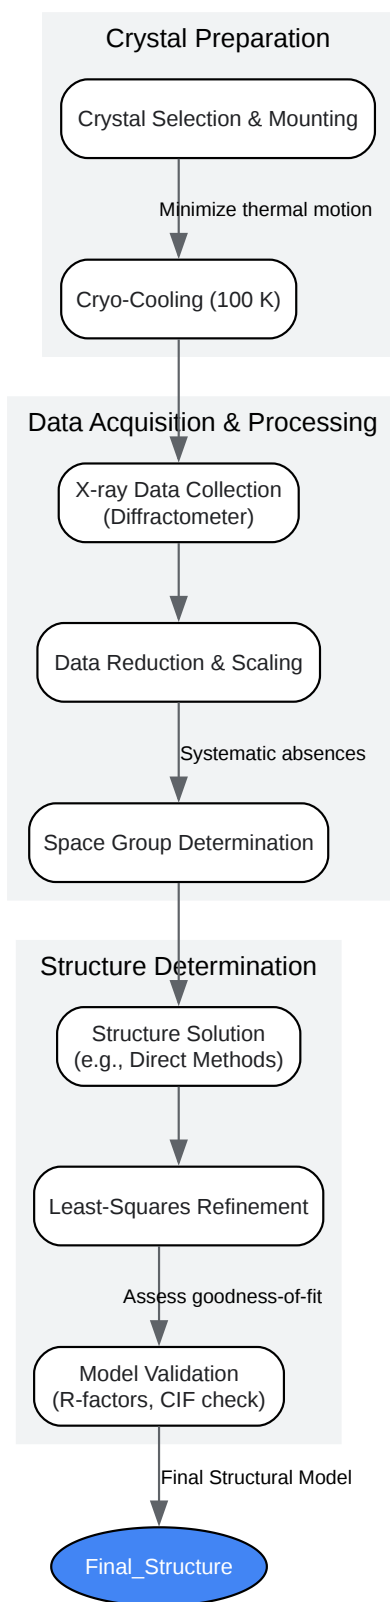 Crystal Preparation
Crystal Selection & Mounting
Minimize thermal motion
Cryo-Cooling (100 K)
Data Acquisition & Processing
X-ray Data Collection
(Diffractometer)
Data Reduction & Scaling
Systematic absences
Space Group Determination
Structure Determination
Structure Solution
(e.g., Direct Methods)
Least-Squares Refinement
Assess goodness-of-fit
Model Validation
(R-factors, CIF check)
Final Structural Model
Final_Structure